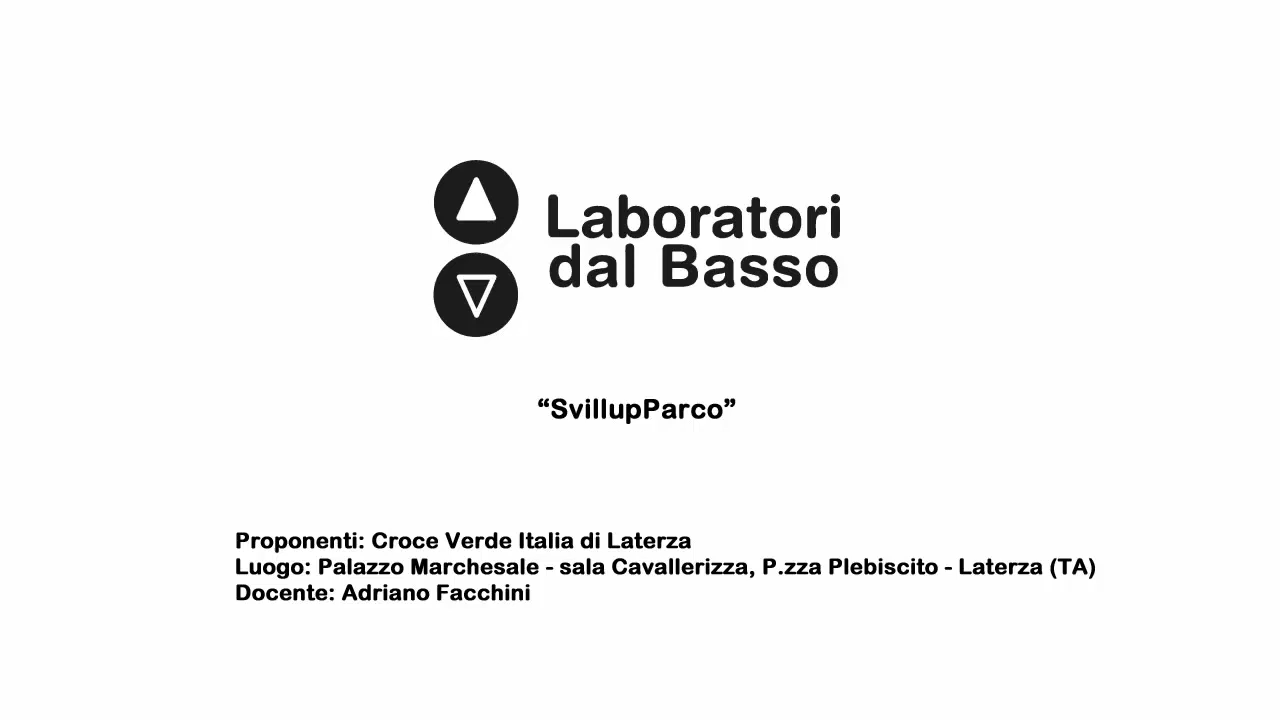 Laboratori
dal Basso
“SvillupParco”
Proponenti: Croce Verde Italia di Laterza
Luogo: Palazzo Marchesale - sala Cavallerizza, P.zza Plebiscito - Laterza (TA)
Docente: Adriano Facchini